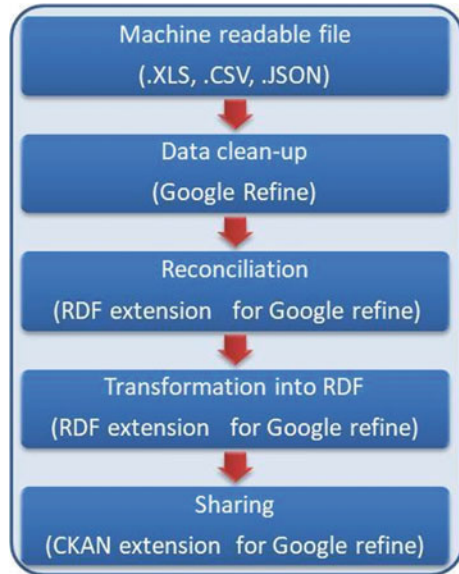 Machine readable file
(.XLS, .CSV, .JSON)
Data clean-up
(Google Refine)
Reconciliation
(RDF extension for Google refine)
Transformation into RDF
(RDF extension for Google refine)
Sharing
(CKAN extension for Google refine)